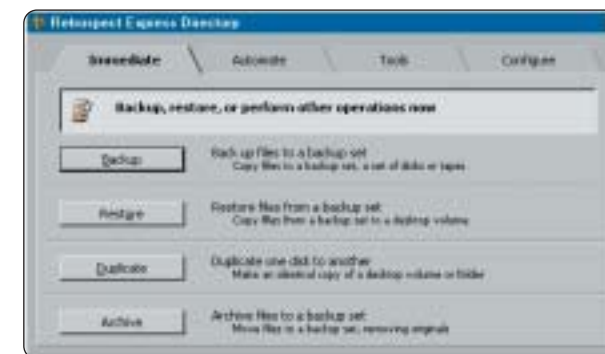 Retrospect Express Directory
Immediate Automate Tools Configure
Backup, restore, or perform other operations now
Backup
Back up files to a backup set
Copy files to a backup set, a set of disks or tapes
Restore
Restore files from a backup set
Copy files from a backup set to a desktop volume
Duplicate
Duplicate one disk to another
Make an identical copy of a desktop volume or folder
Archive
Archive files to a backup set
Move files to a backup set, removing originals